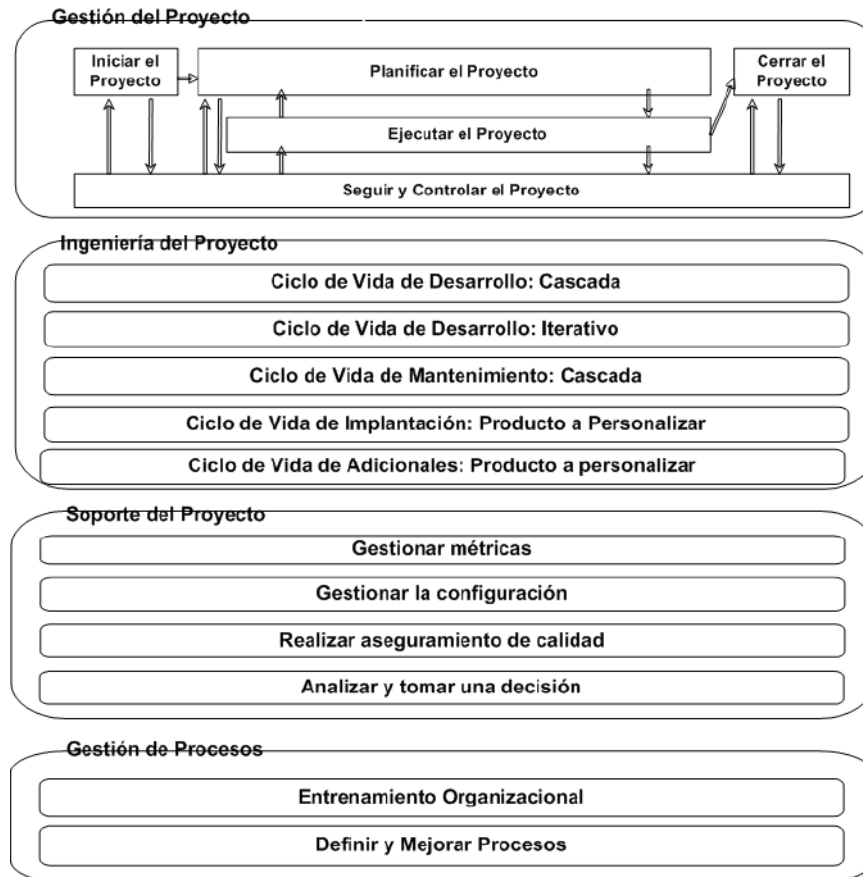 Gestión del Proyecto
Iniciar el
Proyecto
Planificar el Proyecto
Cerrar el
Proyecto
Ejecutar el Proyecto
Seguir y Controlar el Proyecto
Ingeniería del Proyecto
Ciclo de Vida de Desarrollo: Cascada
Ciclo de Vida de Desarrollo: Iterativo
Ciclo de Vida de Mantenimiento: Cascada
Ciclo de Vida de Implantación: Producto a Personalizar
Ciclo de Vida de Adicionales: Producto a personalizar
Soporte del Proyecto
Gestionar métricas
Gestionar la configuración
Realizar aseguramiento de calidad
Analizar y tomar una decisión
Gestión de Procesos
Entrenamiento Organizacional
Definir y Mejorar Procesos